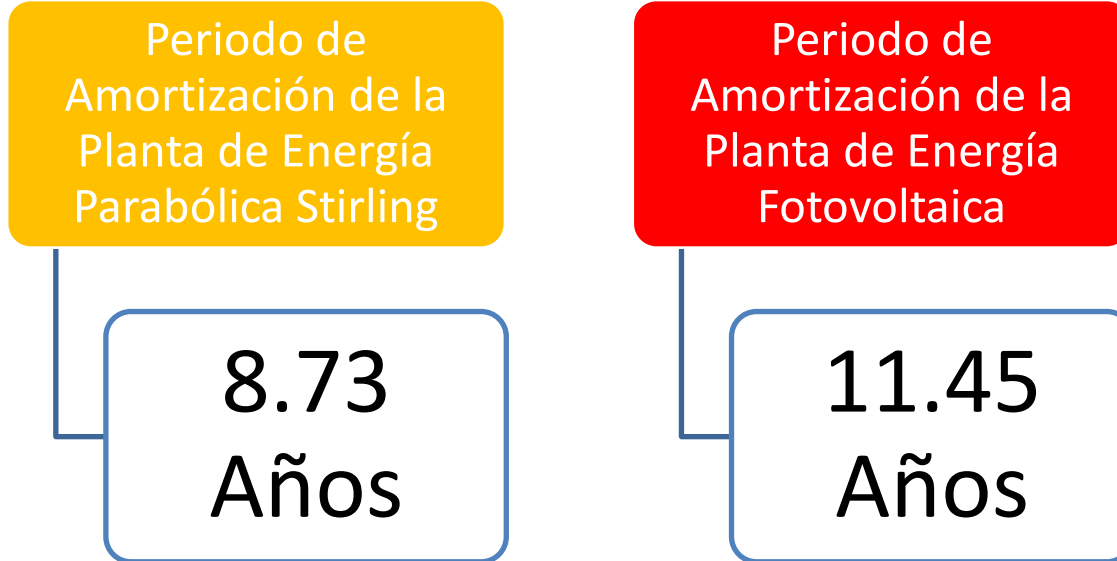 Periodo de
Amortización de la
Planta de Energía
Parabólica Stirling
8.73
Años
Periodo de
Amortización de la
Planta de Energía
Fotovoltaica
11.45
Años